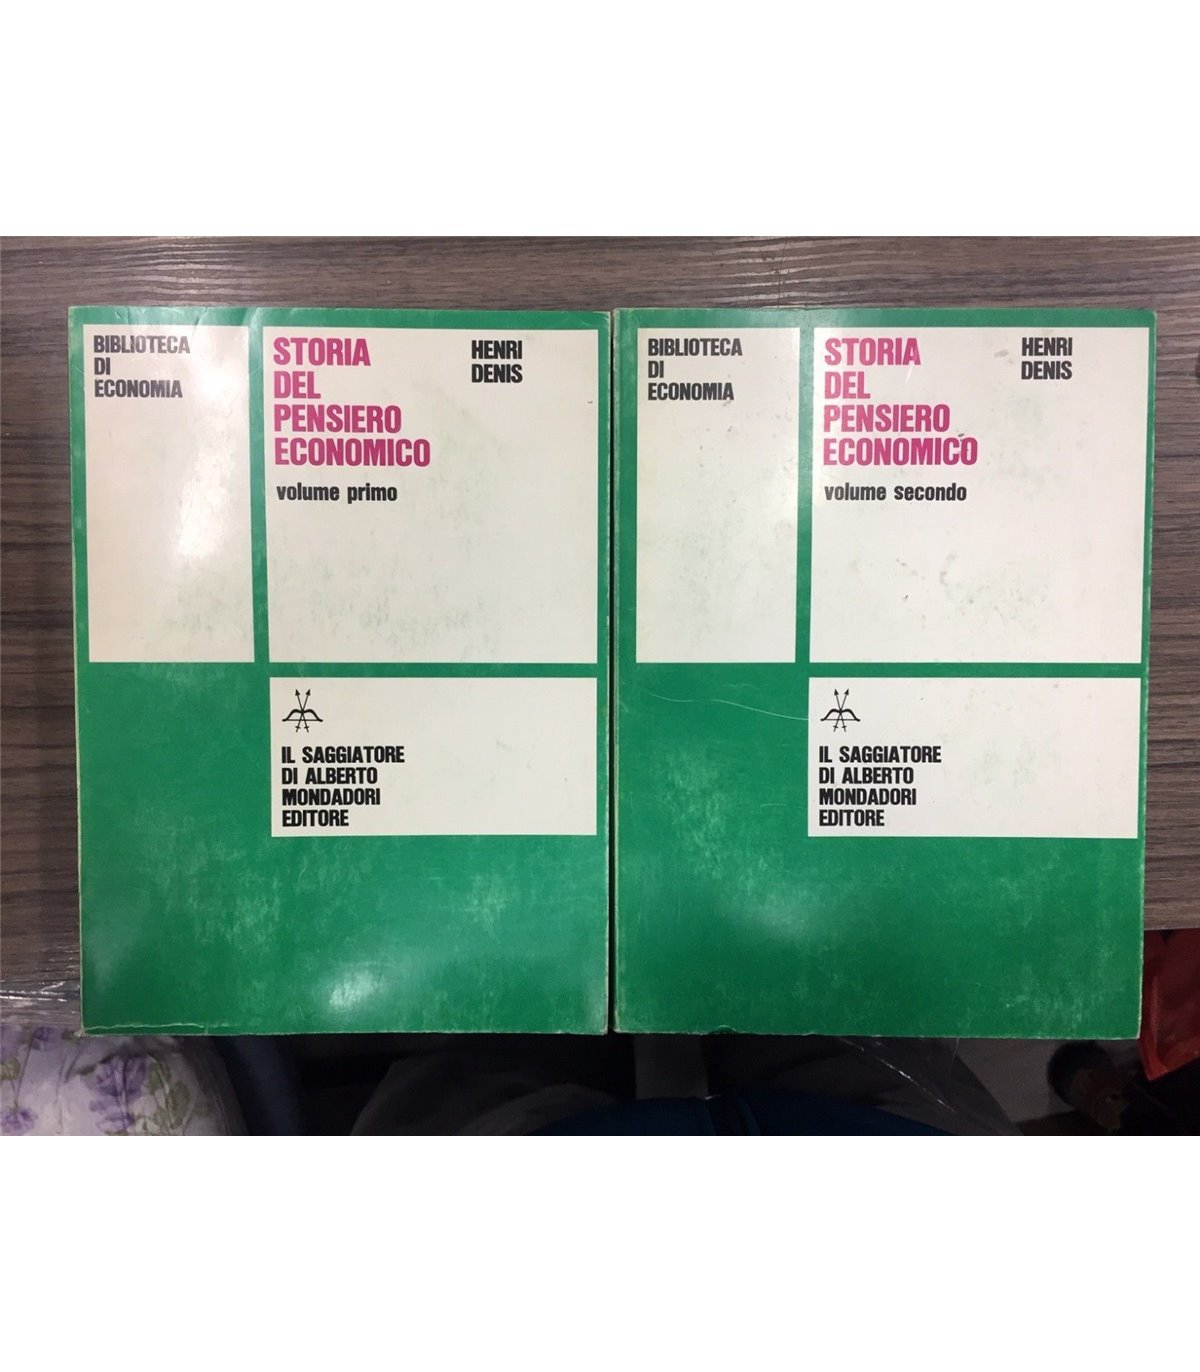 BIBLIOTECA
DI
ECONOMIA
STORIA
DEL
PENSIERO
ECONOMICO
volume primo
HENRI
DENIS
IL SAGGIATORE
DI ALBERTO
MONDADORI
EDITORE
BIBLIOTECA
DI
ECONOMIA
STORIA
DEL
PENSIERO
ECONOMICO
volume secondo
HENRI
DENIS
IL SAGGIATORE
DI ALBERTO
MONDADORI
EDITORE